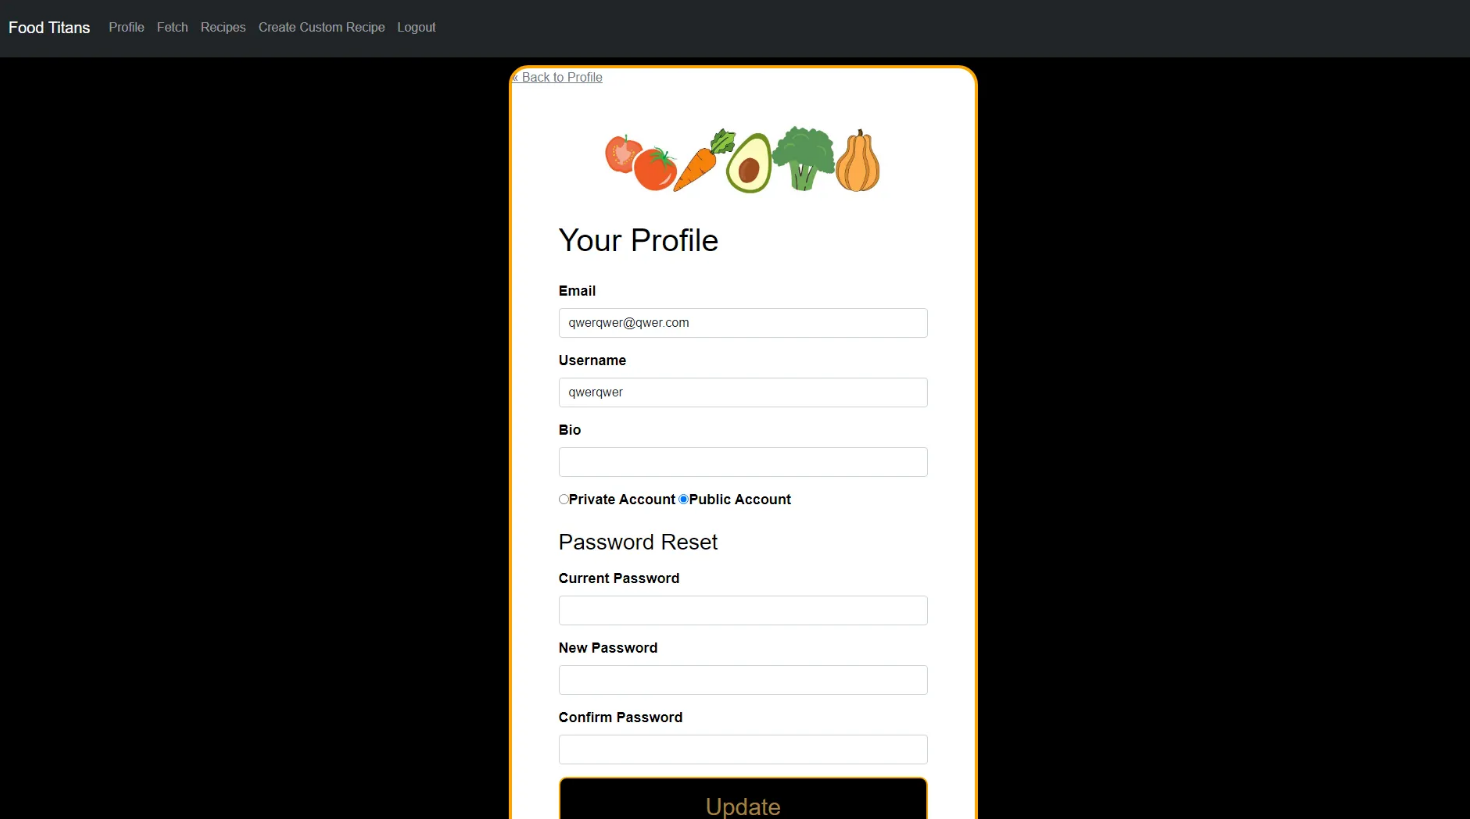 Food Titans Profile Fetch Recipes Create Custom Recipe Logout
« Back to Profile
Your Profile
Email
qwerqwer@qwer.com
Username
qwerqwer
Bio
Private Account Public Account
Password Reset
Current Password
New Password
Confirm Password
Update